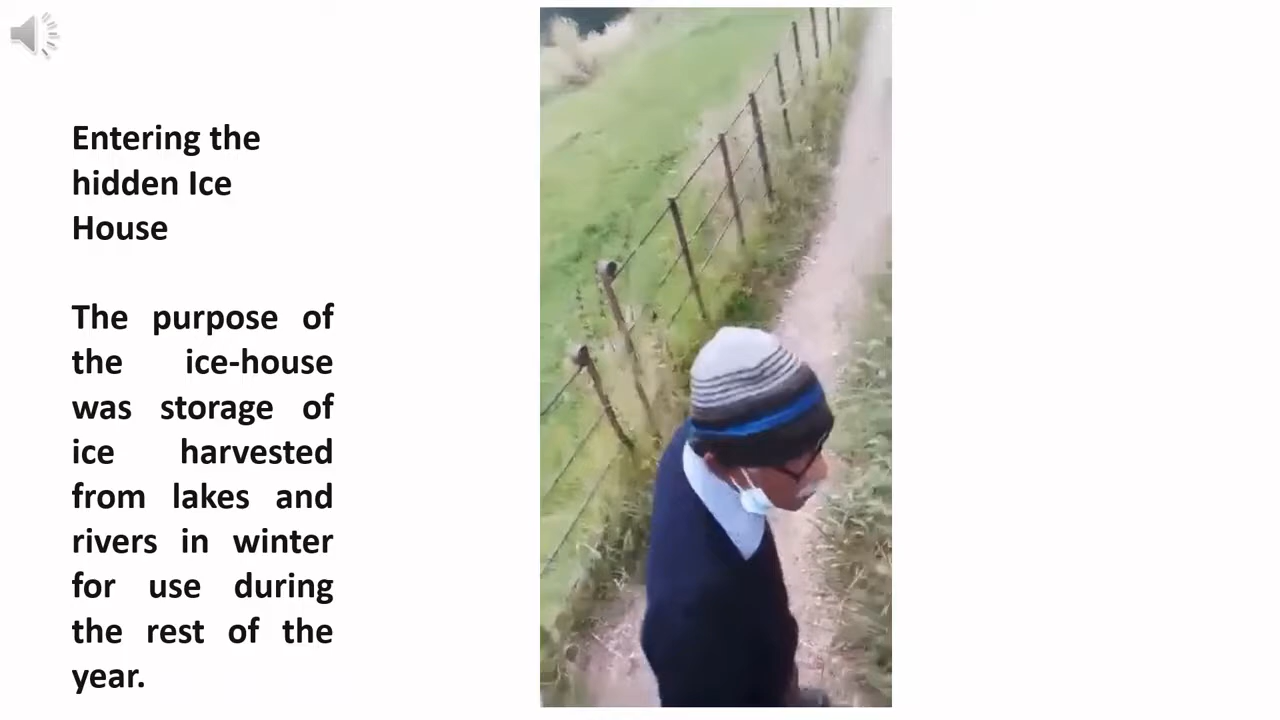 Entering the
hidden Ice
House
The purpose of
the ice-house
was storage of
ice harvested
from lakes and
rivers in winter
for use during
the rest of the
year.